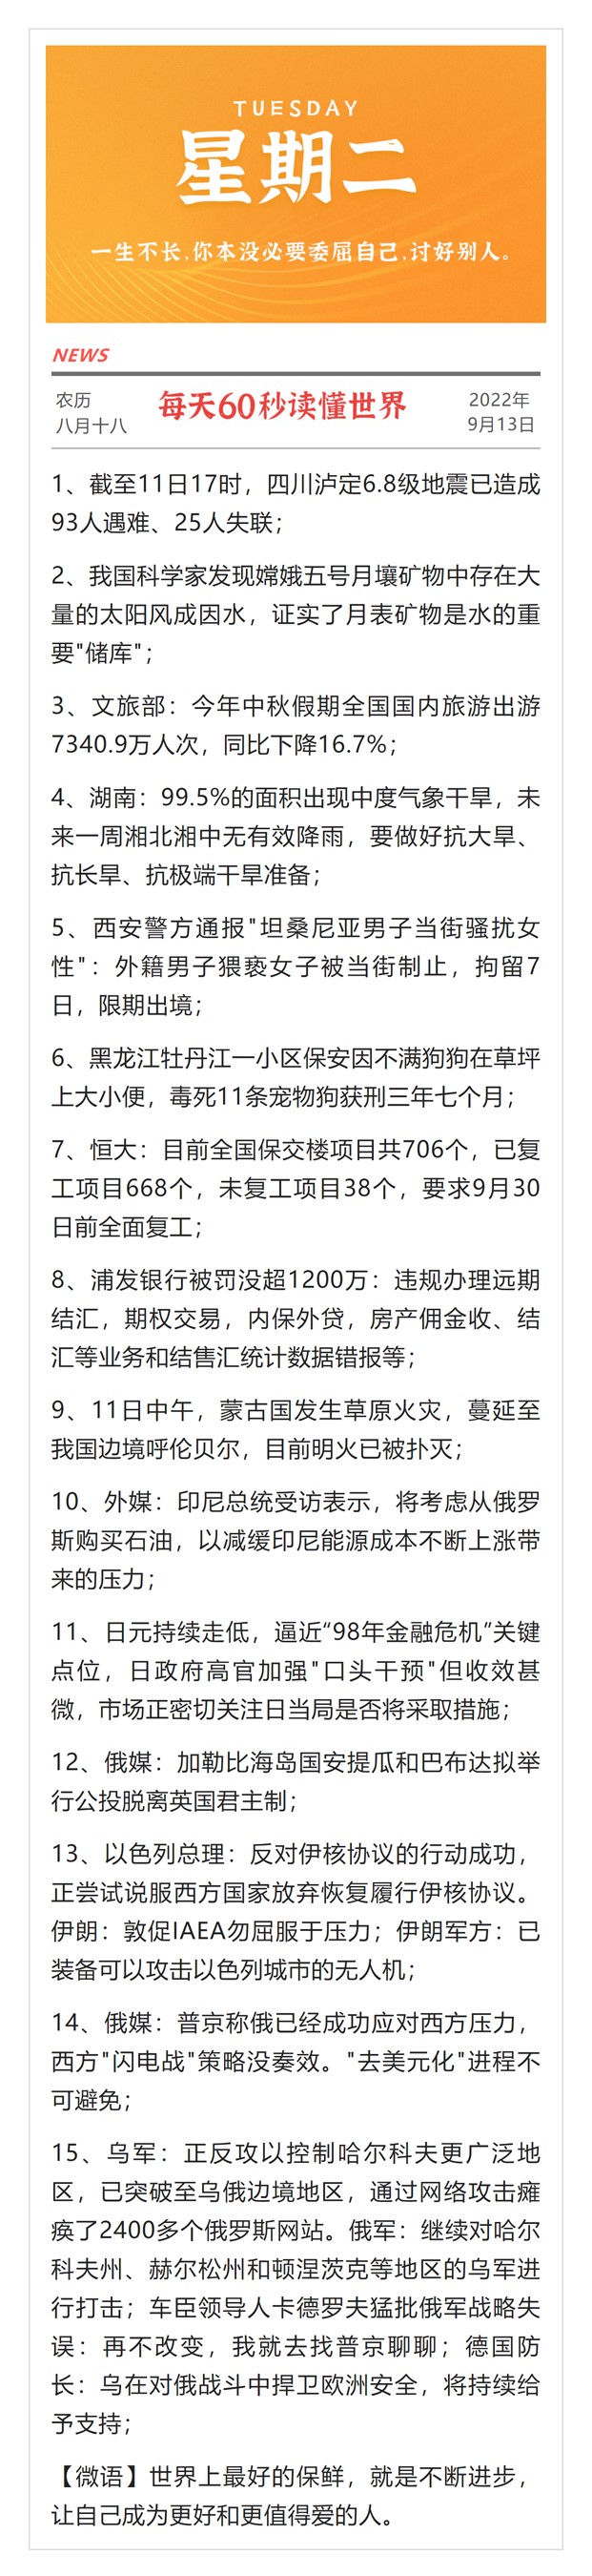 TUESDAY
星期二
一生不长,你本没必要委屈自己,讨好别人。
NEWS
农历
八月十八
每天60秒读懂世界
2022年
9月13日
1、截至11日17时，四川泸定6.8级地震已造成
93人遇难、25人失联；
2、我国科学家发现嫦娥五号月壤矿物中存在大
量的太阳风成因水，证实了月表矿物是水的重
要"储库"；
3、文旅部：今年中秋假期全国国内旅游出游
7340.9万人次，同比下降16.7%；
4、湖南：99.5%的面积出现中度气象干旱，未
来一周湘北湘中无有效降雨，要做好抗大旱、
抗长旱、抗极端干旱准备；
5、西安警方通报"坦桑尼亚男子当街骚扰女
性"：外籍男子猥亵女子被当街制止，拘留7
日，限期出境；
6、黑龙江牡丹江一小区保安因不满狗狗在草坪
上大小便，毒死11条宠物狗获刑三年七个月；
7、恒大：目前全国保交楼项目共706个，已复
工项目668个，未复工项目38个，要求9月30
日前全面复工；
8、浦发银行被罚没超1200万：违规办理远期
结汇，期权交易，内保外贷，房产佣金收、结
汇等业务和结售汇统计数据错报等；
9、11日中午，蒙古国发生草原火灾，蔓延至
我国边境呼伦贝尔，目前明火已被扑灭；
10、外媒：印尼总统受访表示，将考虑从俄罗
斯购买石油，以减缓印尼能源成本不断上涨带
来的压力；
11、日元持续走低，逼近“98年金融危机”关键
点位，日政府高官加强"口头干预"但收效甚
微，市场正密切关注日当局是否将采取措施；
12、俄媒：加勒比海岛国安提瓜和巴布达拟举
行公投脱离英国君主制；
13、以色列总理：反对伊核协议的行动成功，
正尝试说服西方国家放弃恢复履行伊核协议。
伊朗：敦促IAEA勿屈服于压力；伊朗军方：已
装备可以攻击以色列城市的无人机；
14、俄媒：普京称俄已经成功应对西方压力，
西方"闪电战"策略没奏效。"去美元化"进程不
可避免；
15、乌军：正反攻以控制哈尔科夫更广泛地
区，已突破至乌俄边境地区，通过网络攻击瘫
痪了2400多个俄罗斯网站。俄军：继续对哈尔
科夫州、赫尔松州和顿涅茨克等地区的乌军进
行打击；车臣领导人卡德罗夫猛批俄军战略失
误：再不改变，我就去找普京聊聊；德国防
长：乌在对俄战斗中捍卫欧洲安全，将持续给
予支持；
【微语】世界上最好的保鲜，就是不断进步，
让自己成为更好和更值得爱的人。